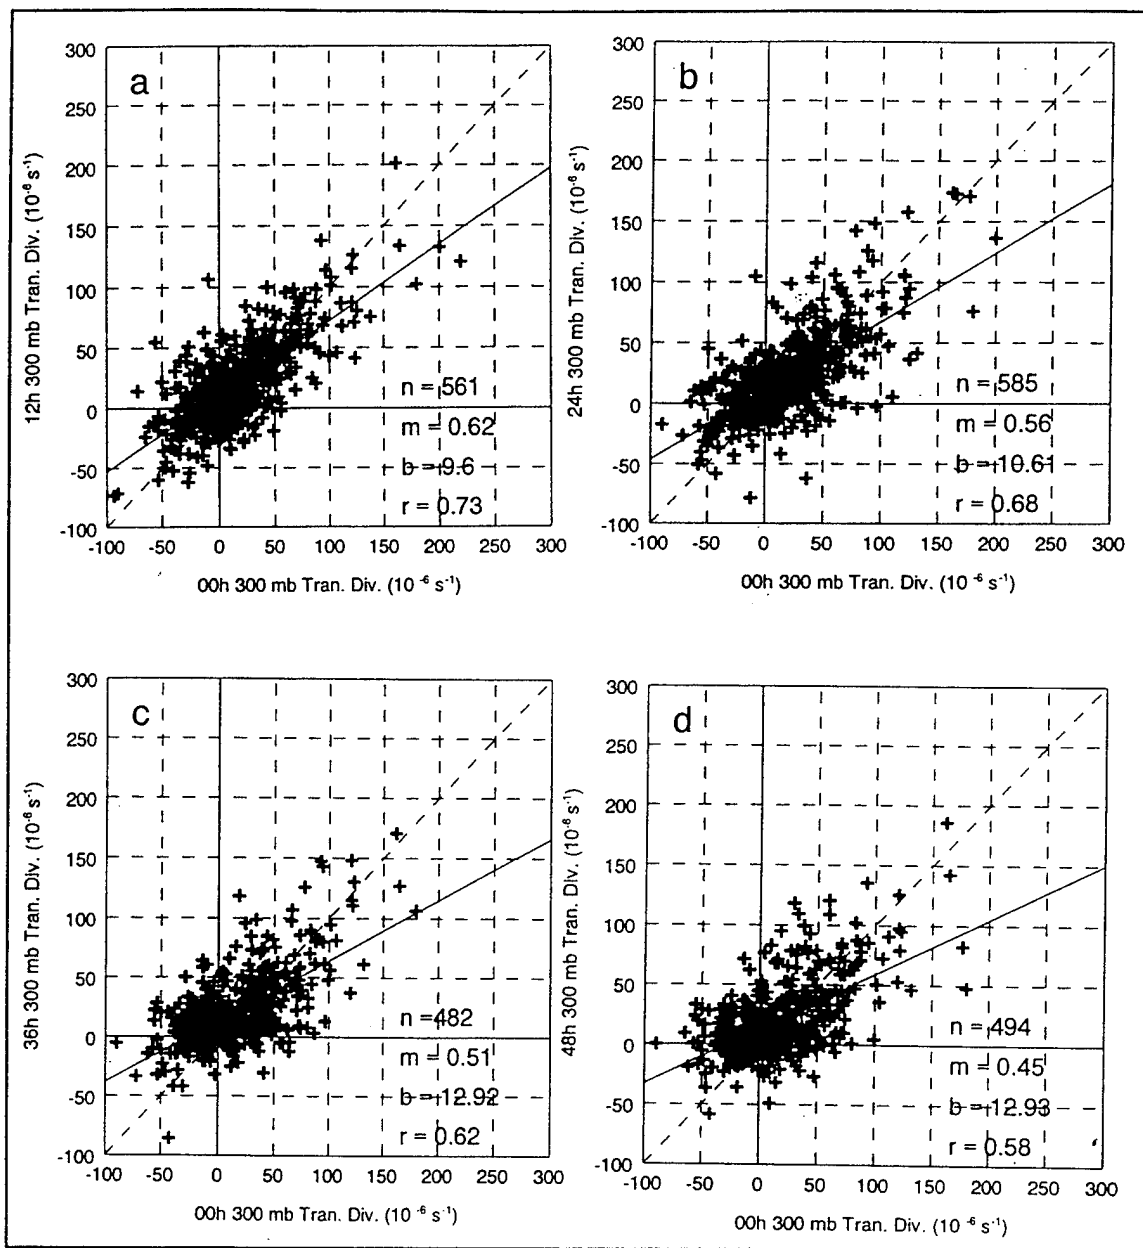 a
12h 300 mb Tran. Div. (10⁻⁶ s⁻¹)
300
250
200
150
100
50
0
-50
-100
n = 561
m = 0.62
b = 9.6
r = 0.73
-100 -50 0 50 100 150 200 250 300
00h 300 mb Tran. Div. (10⁻⁶ s⁻¹)
b
24h 300 mb Tran. Div. (10⁻⁶ s⁻¹)
300
250
200
150
100
50
0
-50
-100
n = 585
m = 0.56
b = 10.61
r = 0.68
-100 -50 0 50 100 150 200 250 300
00h 300 mb Tran. Div. (10⁻⁶ s⁻¹)
c
36h 300 mb Tran. Div. (10⁻⁶ s⁻¹)
300
250
200
150
100
50
0
-50
-100
n = 482
m = 0.51
b = 12.92
r = 0.62
-100 -50 0 50 100 150 200 250 300
00h 300 mb Tran. Div. (10⁻⁶ s⁻¹)
d
48h 300 mb Tran. Div. (10⁻⁶ s⁻¹)
300
250
200
150
100
50
0
-50
-100
n = 494
m = 0.45
b = 12.93
r = 0.58
-100 -50 0 50 100 150 200 250 300
00h 300 mb Tran. Div. (10⁻⁶ s⁻¹)